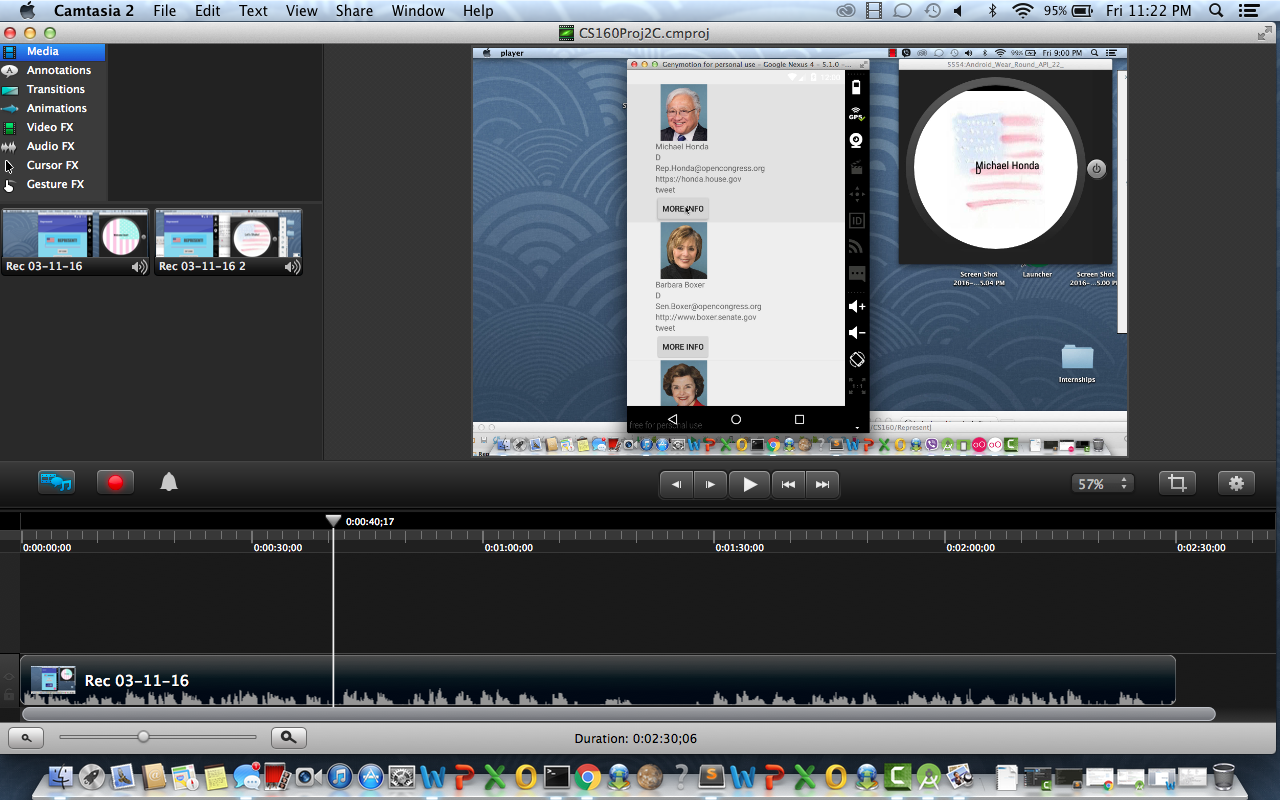 Camtasia 2 File Edit Text View Share Window Help 95% Fri 11:22 PM
CS160Proj2C.cmproj
Media
Annotations
Transitions
Animations
Video FX
Audio FX
Cursor FX
Gesture FX
Rec 03-11-16
Rec 03-11-16 2
player
Fri 9:00 PM
Genymotion for personal use - Google Nexus 4 - 5.1.0 -...
GPS
ID
Michael Honda
D
Rep.Honda@opencongress.org
https://honda.house.gov
tweet
MORE INFO
Barbara Boxer
D
Sen.Boxer@opencongress.org
http://www.boxer.senate.gov
tweet
MORE INFO
free for personal use
5554:Android_Wear_Round_API_22_
Michael Honda
D
Screen Shot
2016-...5.04 PM
Launcher
Screen Shot
2016-...5.00 P
Internships
/CS160/Represent]
57%
0:00:40;17
0:00:00;00 0:00:30;00 0:01:00;00 0:01:30;00 0:02:00;00 0:02:30;00
Rec 03-11-16
Duration: 0:02:30;06